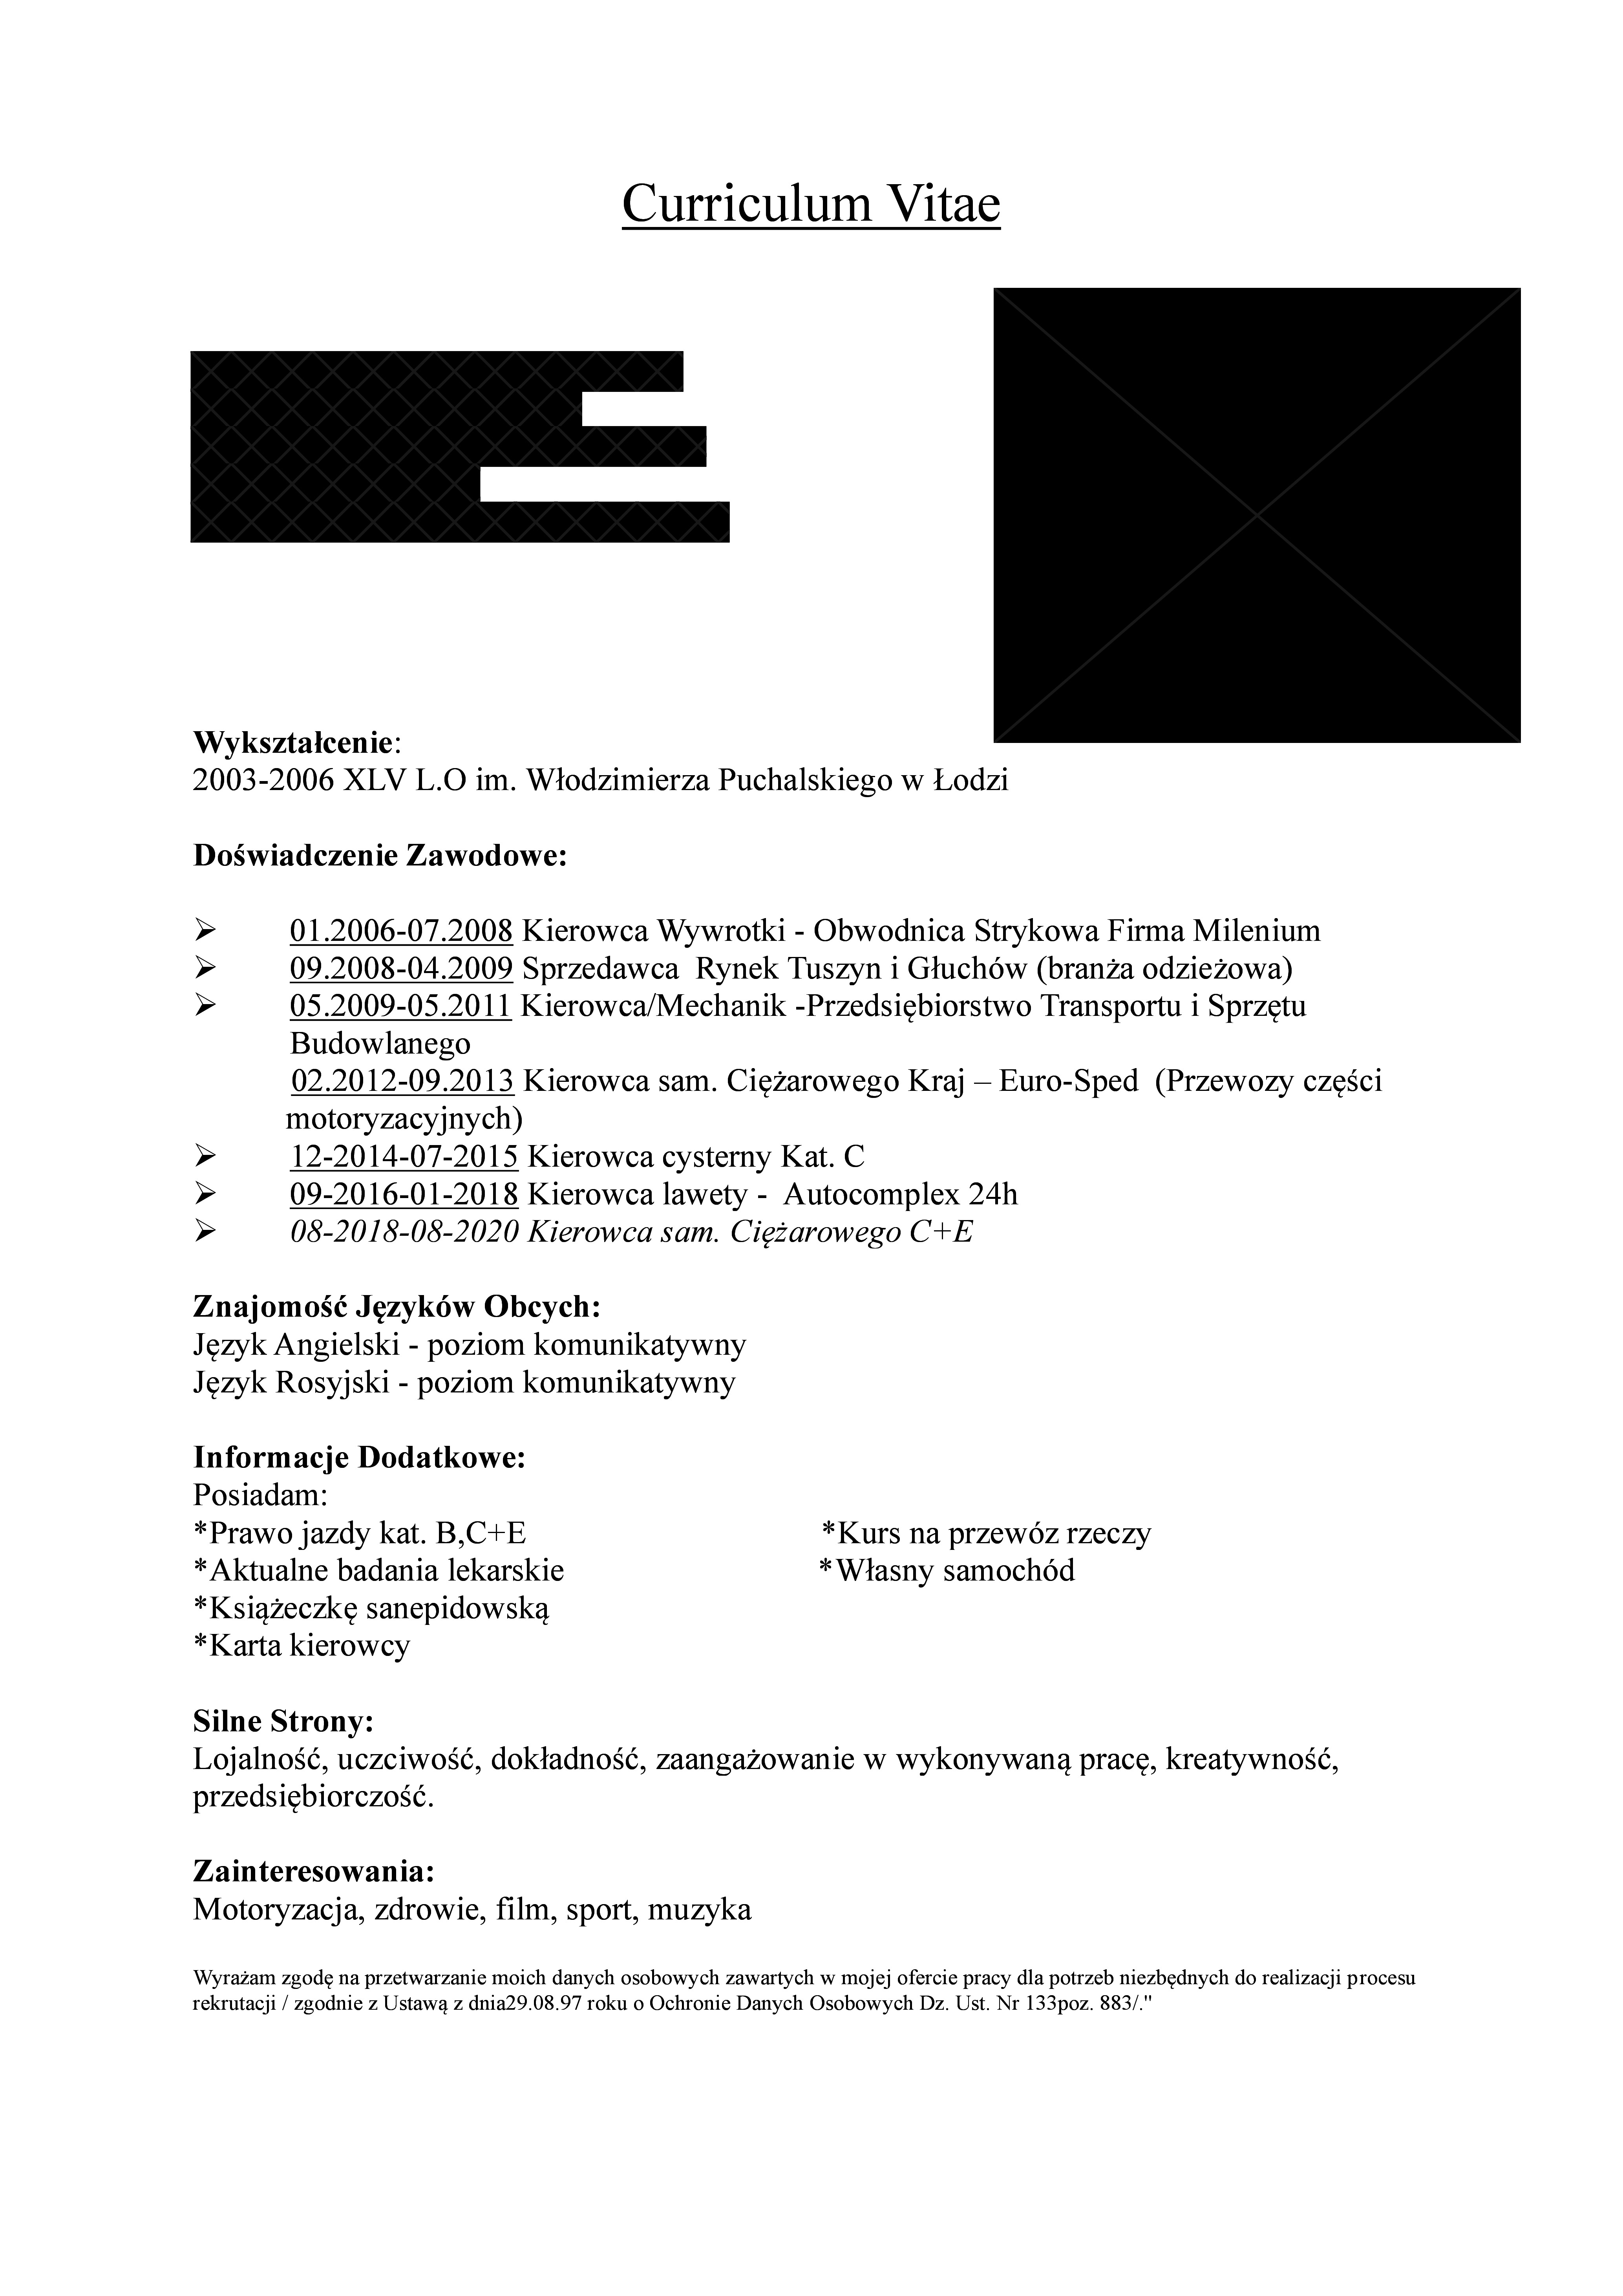 Curriculum Vitae
Wykształcenie:
2003-2006 XLV L.O im. Włodzimierza Puchalskiego w Łodzi
Doświadczenie Zawodowe:
➢ 01.2006-07.2008 Kierowca Wywrotki - Obwodnica Strykowa Firma Milenium
➢ 09.2008-04.2009 Sprzedawca  Rynek Tuszyn i Głuchów (branża odzieżowa)
➢ 05.2009-05.2011 Kierowca/Mechanik -Przedsiębiorstwo Transportu i Sprzętu
Budowlanego
02.2012-09.2013 Kierowca sam. Ciężarowego Kraj – Euro-Sped  (Przewozy części
motoryzacyjnych)
➢ 12-2014-07-2015 Kierowca cysterny Kat. C
➢ 09-2016-01-2018 Kierowca lawety -  Autocomplex 24h
➢ 08-2018-08-2020 Kierowca sam. Ciężarowego C+E
Znajomość Języków Obcych:
Język Angielski - poziom komunikatywny
Język Rosyjski - poziom komunikatywny
Informacje Dodatkowe:
Posiadam:
*Prawo jazdy kat. B,C+E *Kurs na przewóz rzeczy
*Aktualne badania lekarskie *Własny samochód
*Książeczkę sanepidowską
*Karta kierowcy
Silne Strony:
Lojalność, uczciwość, dokładność, zaangażowanie w wykonywaną pracę, kreatywność,
przedsiębiorczość.
Zainteresowania:
Motoryzacja, zdrowie, film, sport, muzyka
Wyrażam zgodę na przetwarzanie moich danych osobowych zawartych w mojej ofercie pracy dla potrzeb niezbędnych do realizacji procesu
rekrutacji / zgodnie z Ustawą z dnia29.08.97 roku o Ochronie Danych Osobowych Dz. Ust. Nr 133poz. 883/."